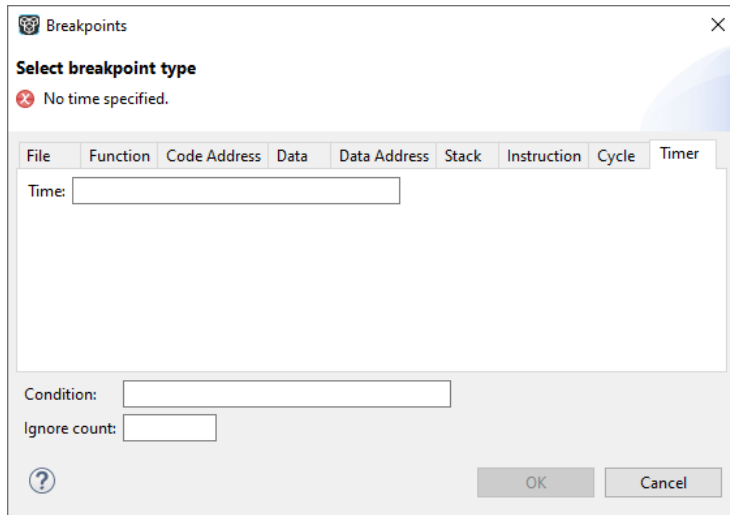 Breakpoints
Select breakpoint type
No time specified.
File Function Code Address Data Data Address Stack Instruction Cycle Timer
Time:
Condition:
Ignore count:
? OK Cancel